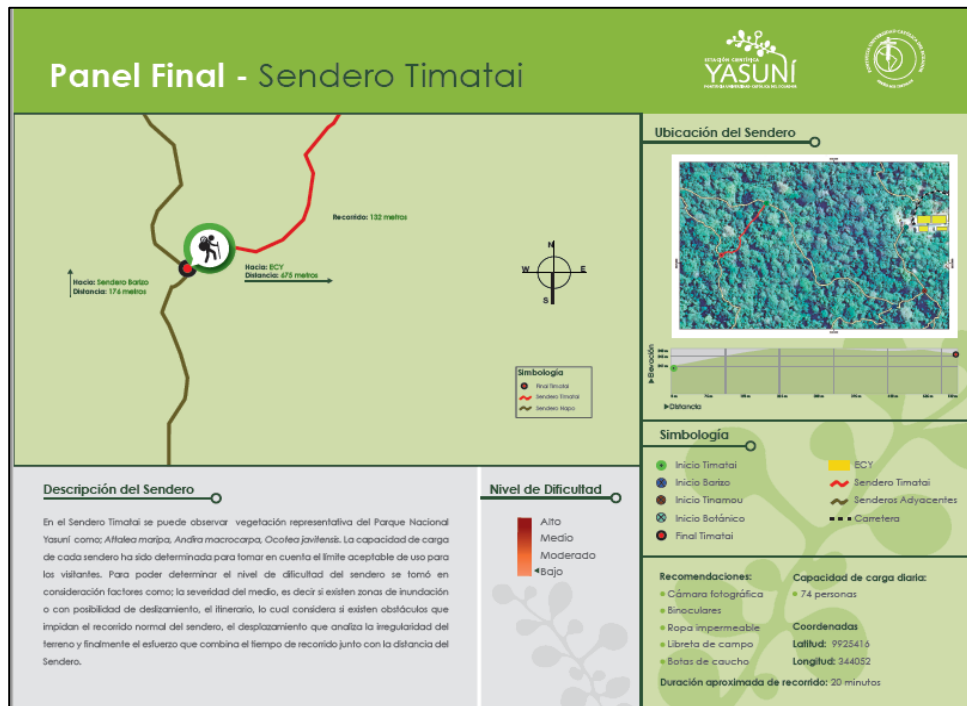 Panel Final - Sendero Timatai
ESTACIÓN CIENTÍFICA
YASUNÍ
PONTIFICIA UNIVERSIDAD CATÓLICA DEL ECUADOR
Recorrido: 132 metros
Hacia: ECY
Distancia: 675 metros
Hacia: Sendero Barizo
Distancia: 176 metros
N
W
E
S
Simbología
Final Timatai
Sendero Timatai
Sendero Napo
Ubicación del Sendero
Elevación
Distancia
Simbología
Inicio Timatai
Inicio Barizo
Inicio Tinamou
Inicio Botánico
Final Timatai
ECY
Sendero Timatai
Senderos Adyacentes
Carretera
Descripción del Sendero
En el Sendero Timatai se puede observar vegetación representativa del Parque Nacional
Yasuní como; Attalea maripa, Andira macrocarpa, Ocotea javitensis. La capacidad de carga
de cada sendero ha sido determinada para tomar en cuenta el límite aceptable de uso para
los visitantes. Para poder determinar el nivel de dificultad del sendero se tomó en
consideración factores como; la severidad del medio, es decir si existen zonas de inundación
o con posibilidad de deslizamiento, el itinerario, lo cual considera si existen obstáculos que
impidan el recorrido normal del sendero, el desplazamiento que analiza la irregularidad del
terreno y finalmente el esfuerzo que combina el tiempo de recorrido junto con la distancia del
Sendero.
Nivel de Dificultad
Alto
Medio
Moderado
Bajo
Recomendaciones:
Cámara fotográfica
Binoculares
Ropa impermeable
Libreta de campo
Botas de caucho
Capacidad de carga diaria:
74 personas
Coordenadas
Latitud: 9925416
Longitud: 344052
Duración aproximada de recorrido: 20 minutos